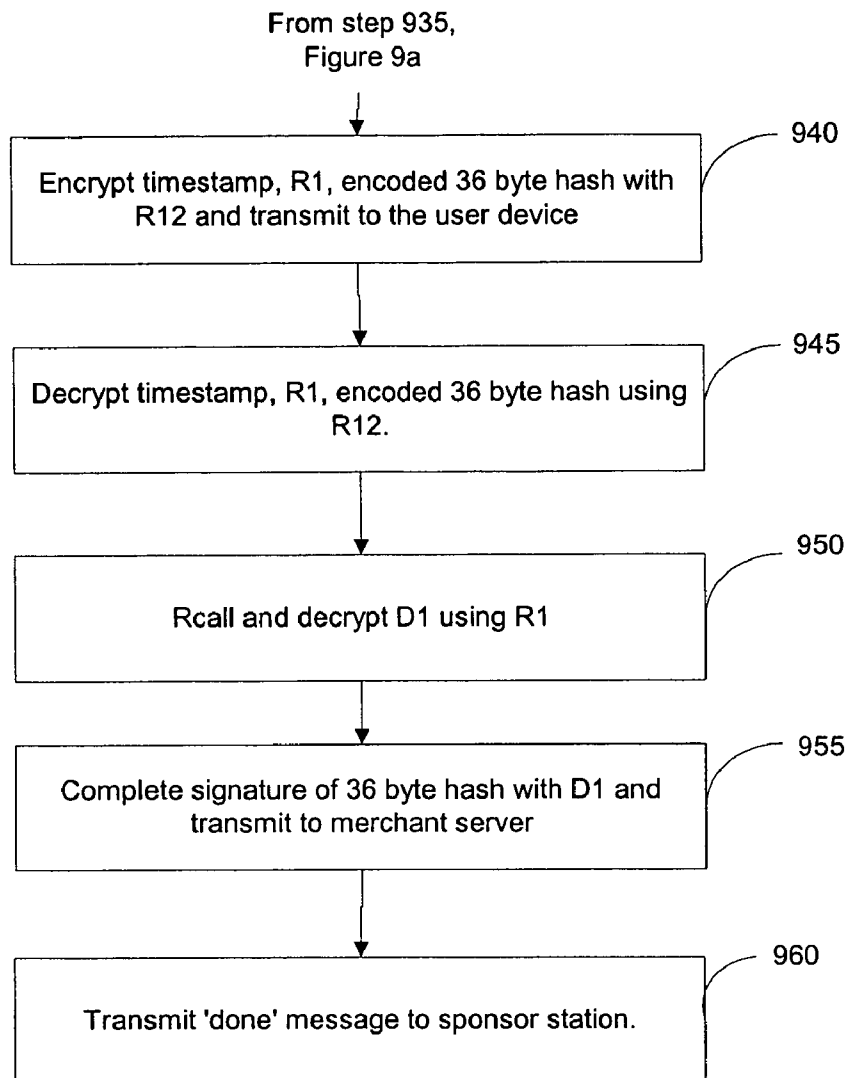 From step 935,
Figure 9a
940
Encrypt timestamp, R1, encoded 36 byte hash with
R12 and transmit to the user device
945
Decrypt timestamp, R1, encoded 36 byte hash using
R12.
950
Rcall and decrypt D1 using R1
955
Complete signature of 36 byte hash with D1 and
transmit to merchant server
960
Transmit 'done' message to sponsor station.